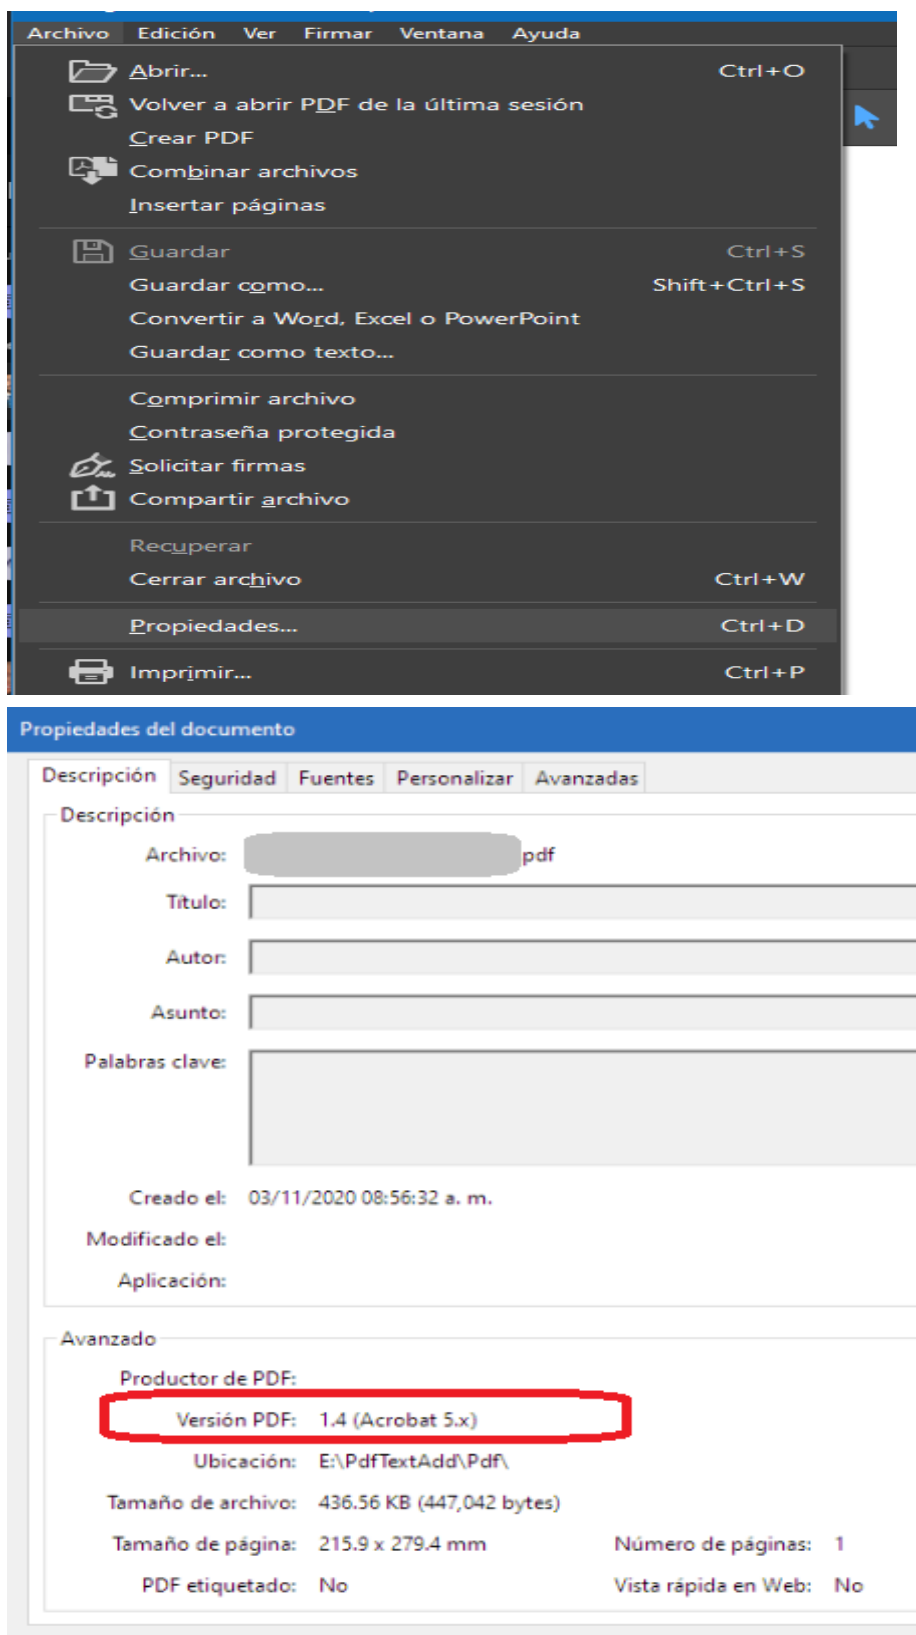 Archivo Edición Ver Firmar Ventana Ayuda
Abrir... Ctrl+O
Volver a abrir PDF de la última sesión
Crear PDF
Combinar archivos
Insertar páginas
Guardar Ctrl+S
Guardar como... Shift+Ctrl+S
Convertir a Word, Excel o PowerPoint
Guardar como texto...
Comprimir archivo
Contraseña protegida
Solicitar firmas
Compartir archivo
Recuperar
Cerrar archivo Ctrl+W
Propiedades... Ctrl+D
Imprimir... Ctrl+P
Propiedades del documento
Descripción Seguridad Fuentes Personalizar Avanzadas
Descripción
Archivo: pdf
Título:
Autor:
Asunto:
Palabras clave:
Creado el: 03/11/2020 08:56:32 a. m.
Modificado el:
Aplicación:
Avanzado
Productor de PDF:
Versión PDF: 1.4 (Acrobat 5.x)
Ubicación: E:\PdfTextAdd\Pdf\
Tamaño de archivo: 436.56 KB (447,042 bytes)
Tamaño de página: 215.9 x 279.4 mm Número de páginas: 1
PDF etiquetado: No Vista rápida en Web: No